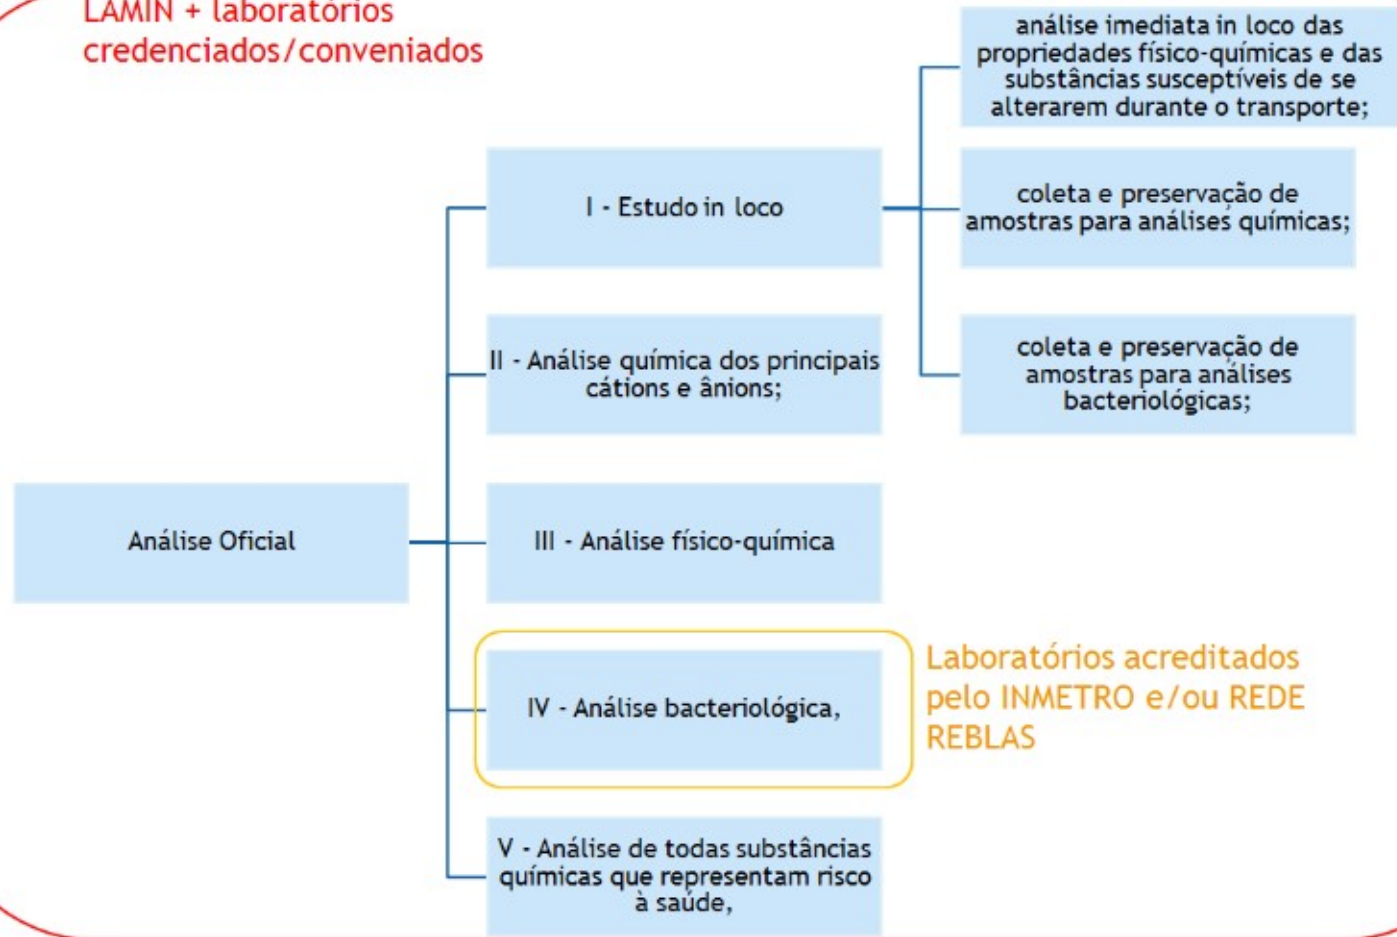 LAMIN + laboratórios
credenciados/conveniados
análise imediata in loco das
propriedades físico-químicas e das
substâncias susceptíveis de se
alterarem durante o transporte;
I - Estudo in loco
coleta e preservação de
amostras para análises químicas;
II - Análise química dos principais
cátions e ânions;
coleta e preservação de
amostras para análises
bacteriológicas;
Análise Oficial
III - Análise físico-química
IV - Análise bacteriológica,
Laboratórios acreditados
pelo INMETRO e/ou REDE
REBLAS
V - Análise de todas substâncias
químicas que representam risco
à saúde,